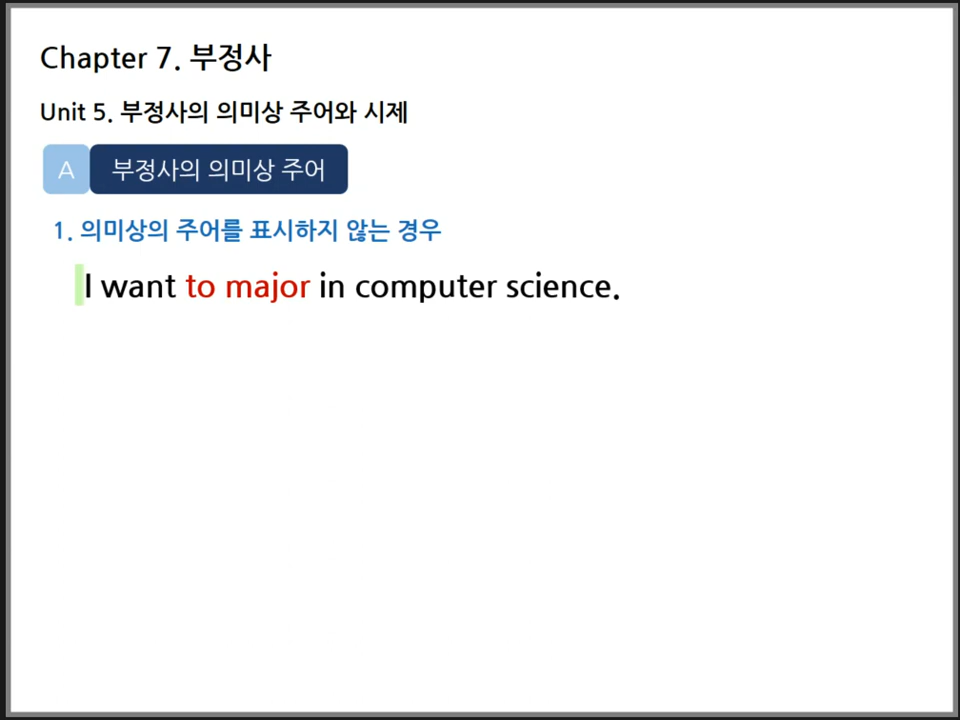 Chapter 7. 부정사
Unit 5. 부정사의 의미상 주어와 시제
A 부정사의 의미상 주어
1. 의미상의 주어를 표시하지 않는 경우
I want to major in computer science.